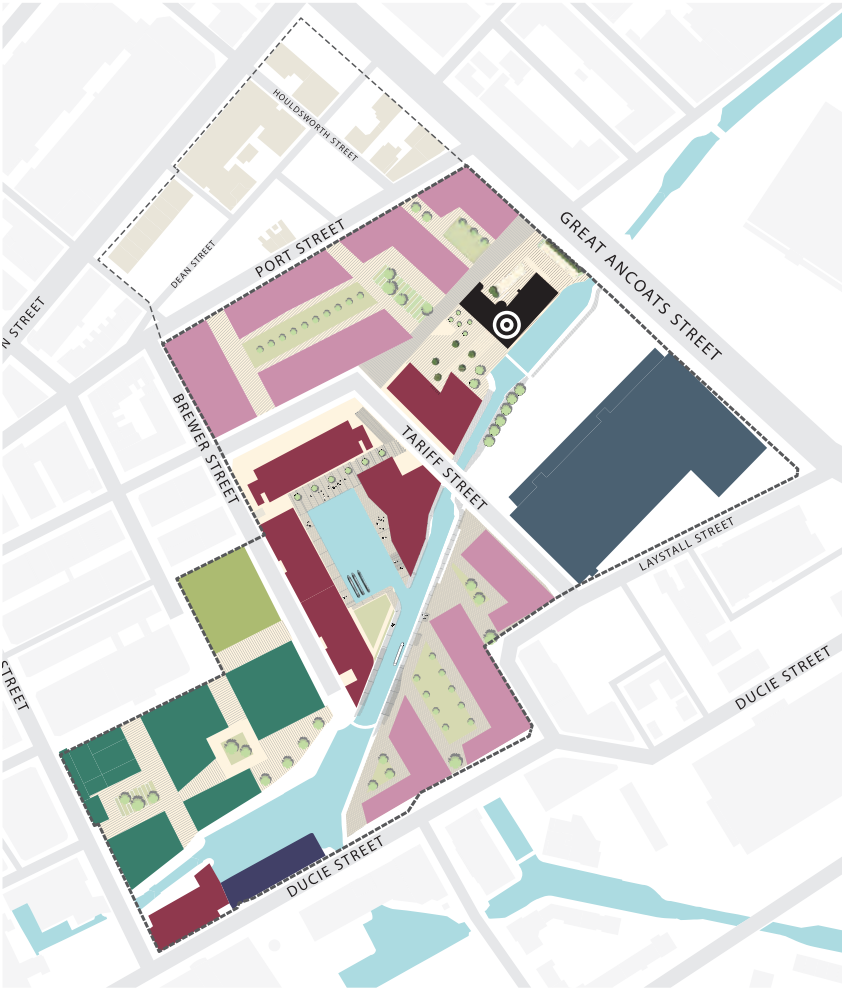 HOULDSWORTH STREET
DEAN STREET
PORT STREET
GREAT ANCOATS STREET
N STREET
BREWER STREET
TARIFF STREET
LAYSTALL STREET
STREET
DUCIE STREET
DUCIE STREET